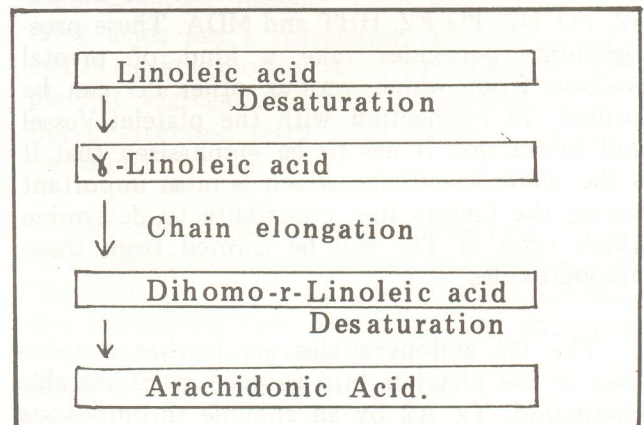 Linoleic acid
Desaturation
ɣ-Linoleic acid
Chain elongation
Dihomo-r-Linoleic acid
Desaturation
Arachidonic Acid.